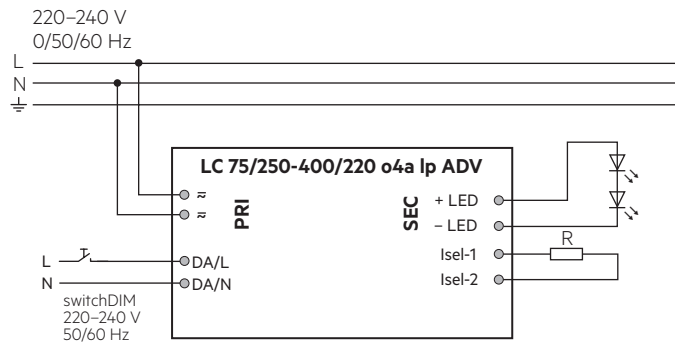 220–240 V
0/50/60 Hz
L
N
LC 75/250-400/220 o4a lp ADV
≂
≂
PRI
SEC
+ LED
– LED
Isel-1
Isel-2
R
L
N
DA/L
DA/N
switchDIM
220–240 V
50/60 Hz